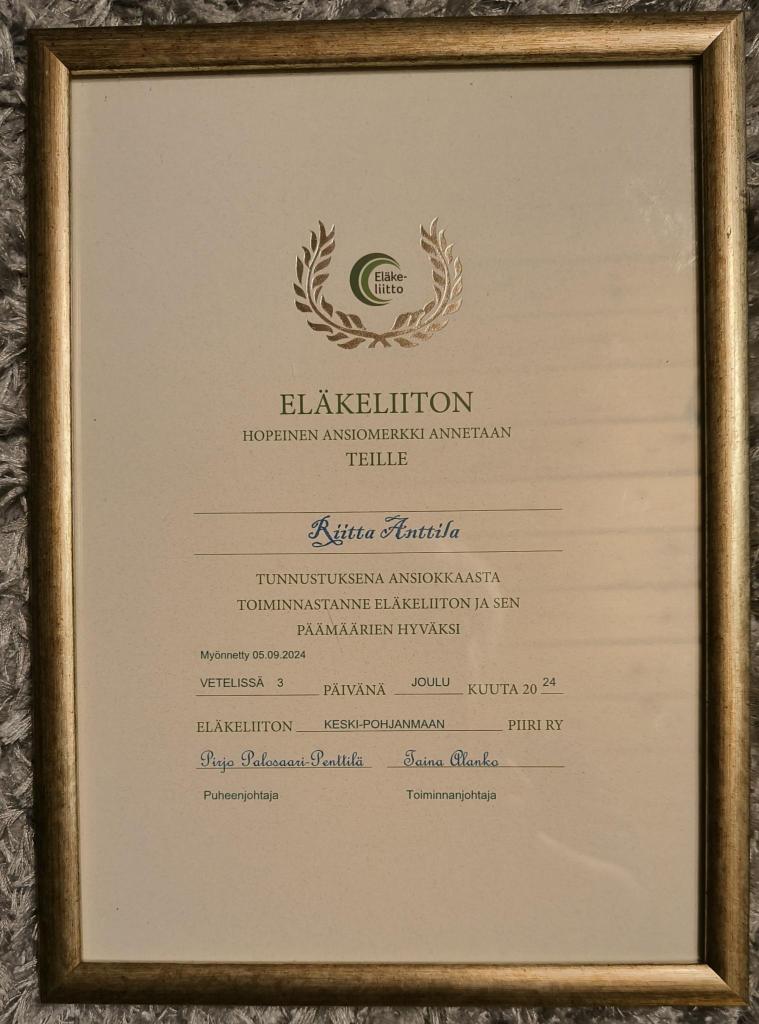 Eläke-
liitto
ELÄKELIITON
HOPEINEN ANSIOMERKKI ANNETAAN
TEILLE
Riitta Anttila
TUNNUSTUKSENA ANSIOKKAASTA
TOIMINNASTANNE ELÄKELIITON JA SEN
PÄÄMÄÄRIEN HYVÄKSI
Myönnetty 05.09.2024
VETELISSÄ 3 PÄIVÄNÄ JOULU KUUTA 20 24
ELÄKELIITON KESKI-POHJANMAAN PIIRI RY
Pirjo Palosaari-Penttilä Taina Alanko
Puheenjohtaja Toiminnanjohtaja